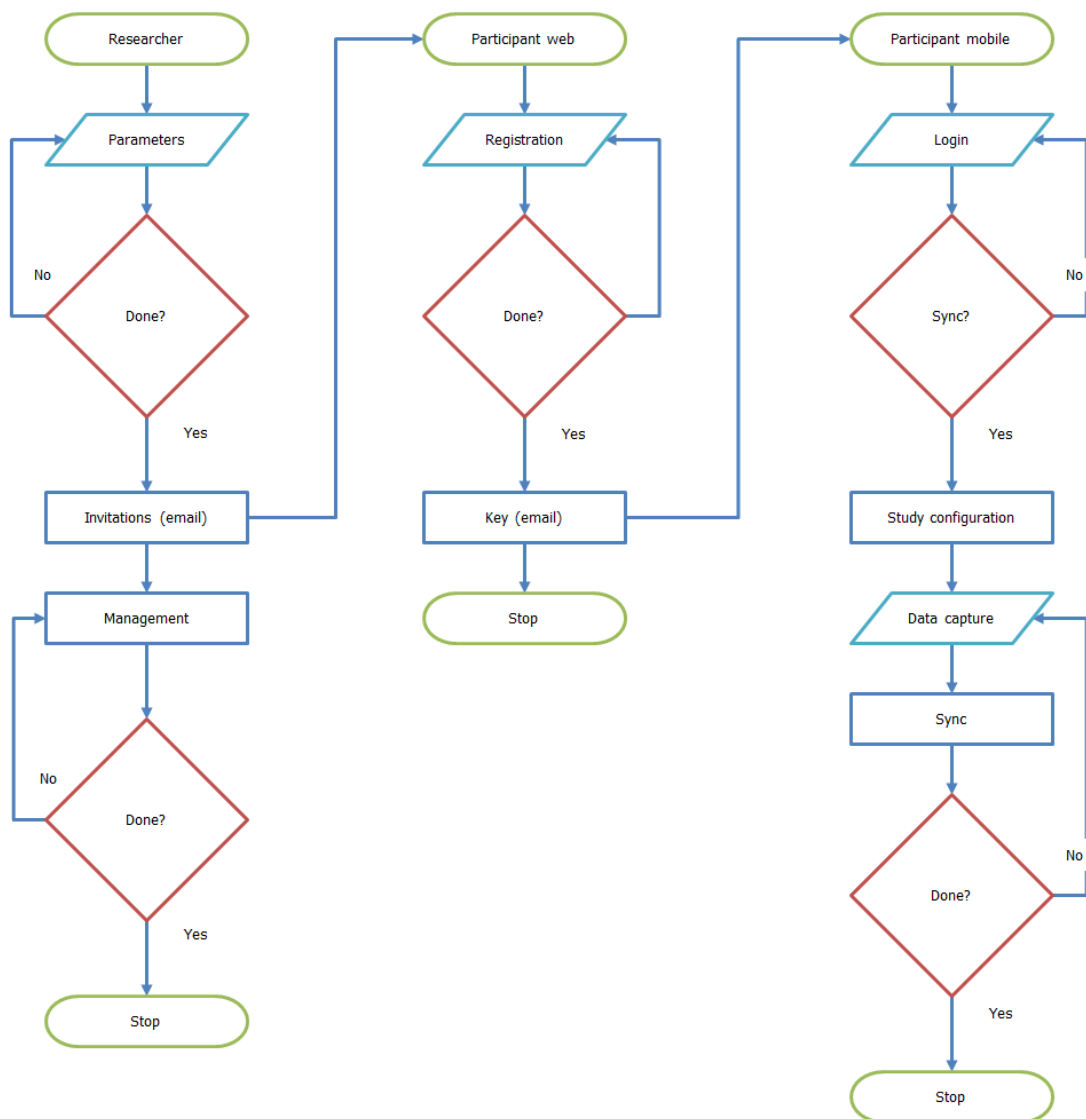 Researcher
Parameters
No
Done?
Yes
Invitations (email)
Management
No
Done?
Yes
Stop
Participant web
Registration
Done?
Yes
Key (email)
Stop
Participant mobile
Login
No
Sync?
Yes
Study configuration
Data capture
Sync
No
Done?
Yes
Stop